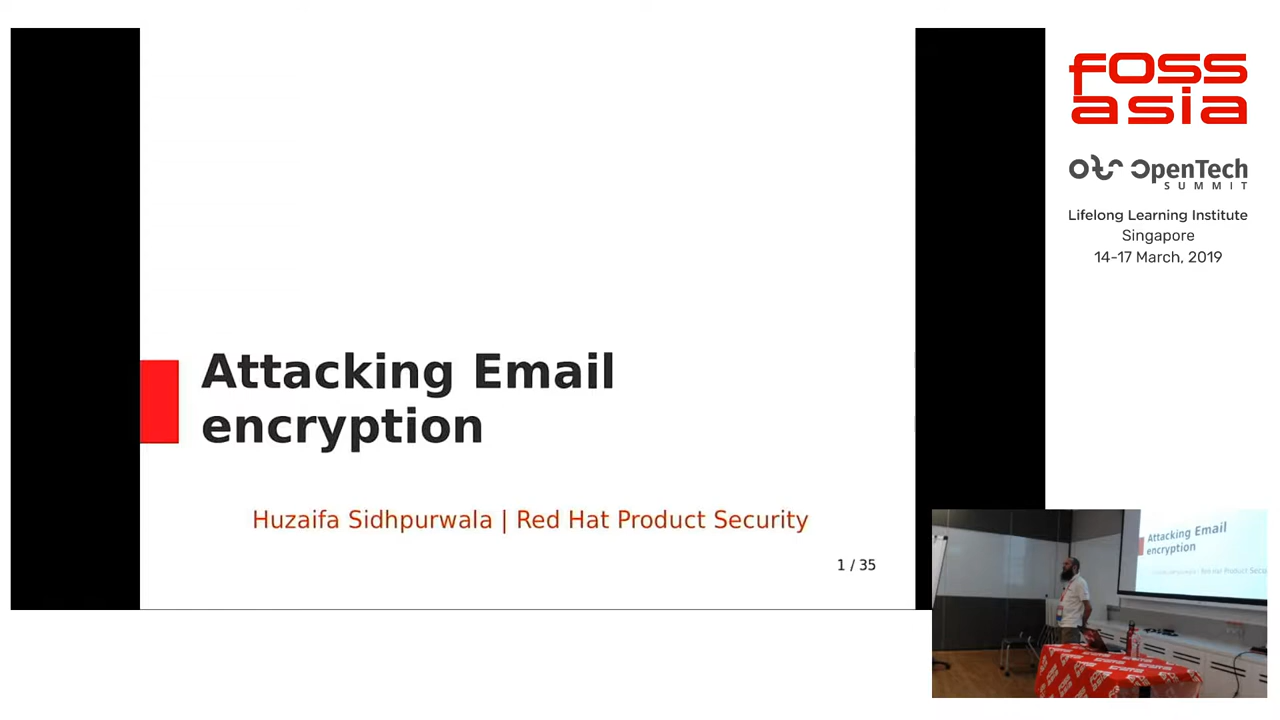 Attacking Email
encryption
Huzaifa Sidhpurwala | Red Hat Product Security
1 / 35
fOSS
asia
OpenTech
SUMMIT
Lifelong Learning Institute
Singapore
14-17 March, 2019
Attacking Email
encryption